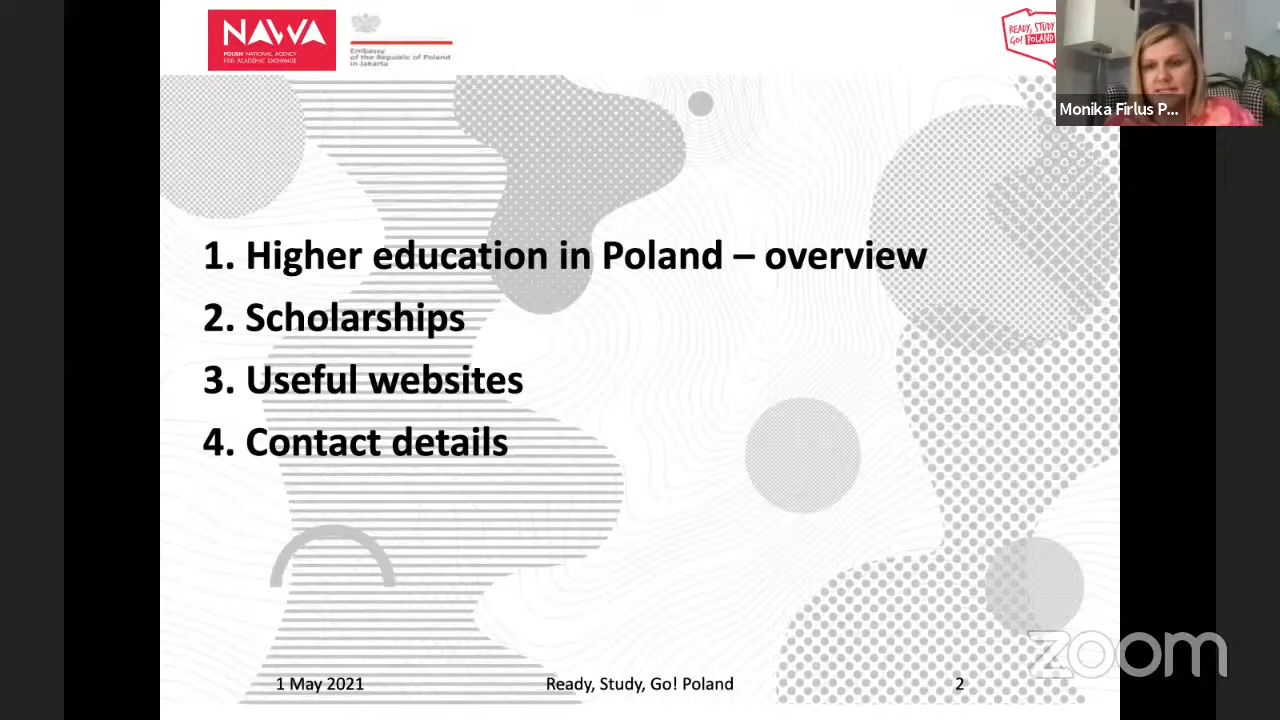 NAWA
POLISH NATIONAL AGENCY
FOR ACADEMIC EXCHANGE
Embassy
of the Republic of Poland
in Jakarta
READY, STUDY,
GO! POLAND
Monika Firlus P...
1. Higher education in Poland – overview
2. Scholarships
3. Useful websites
4. Contact details
1 May 2021
Ready, Study, Go! Poland
2
zoom